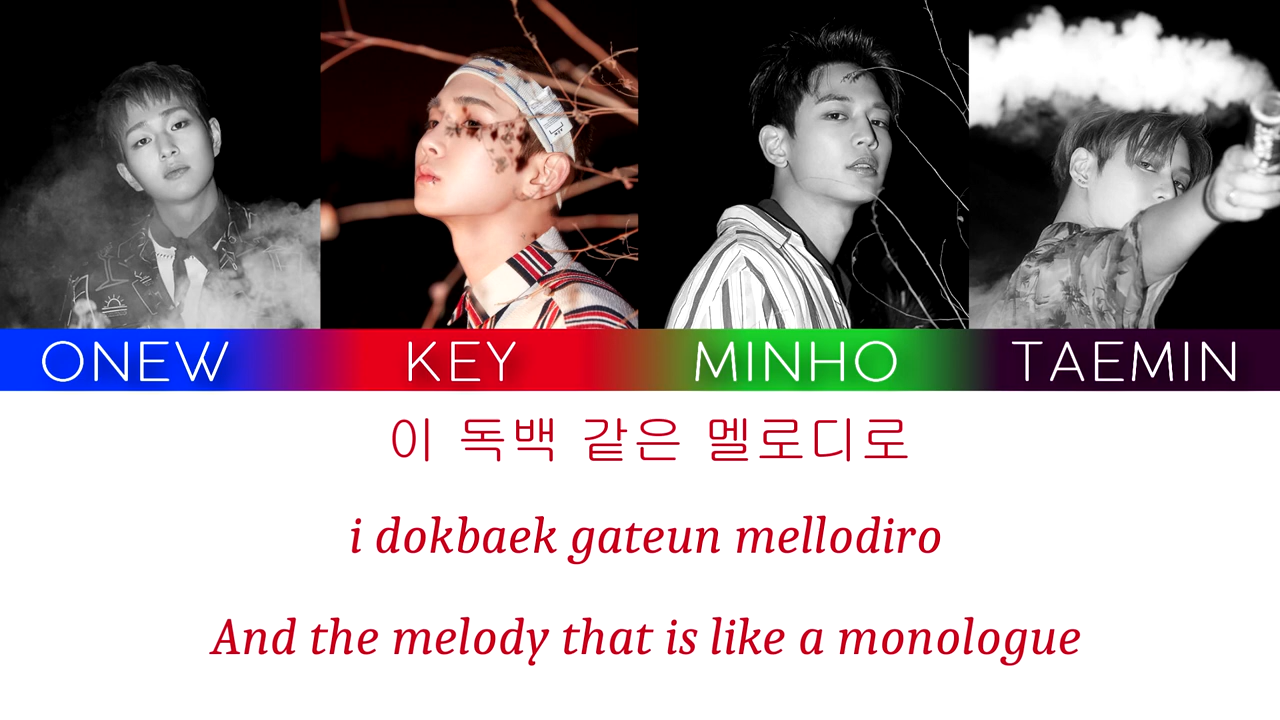 ONEW KEY MINHO TAEMIN
이 독백 같은 멜로디로
i dokbaek gateun mellodiro
And the melody that is like a monologue